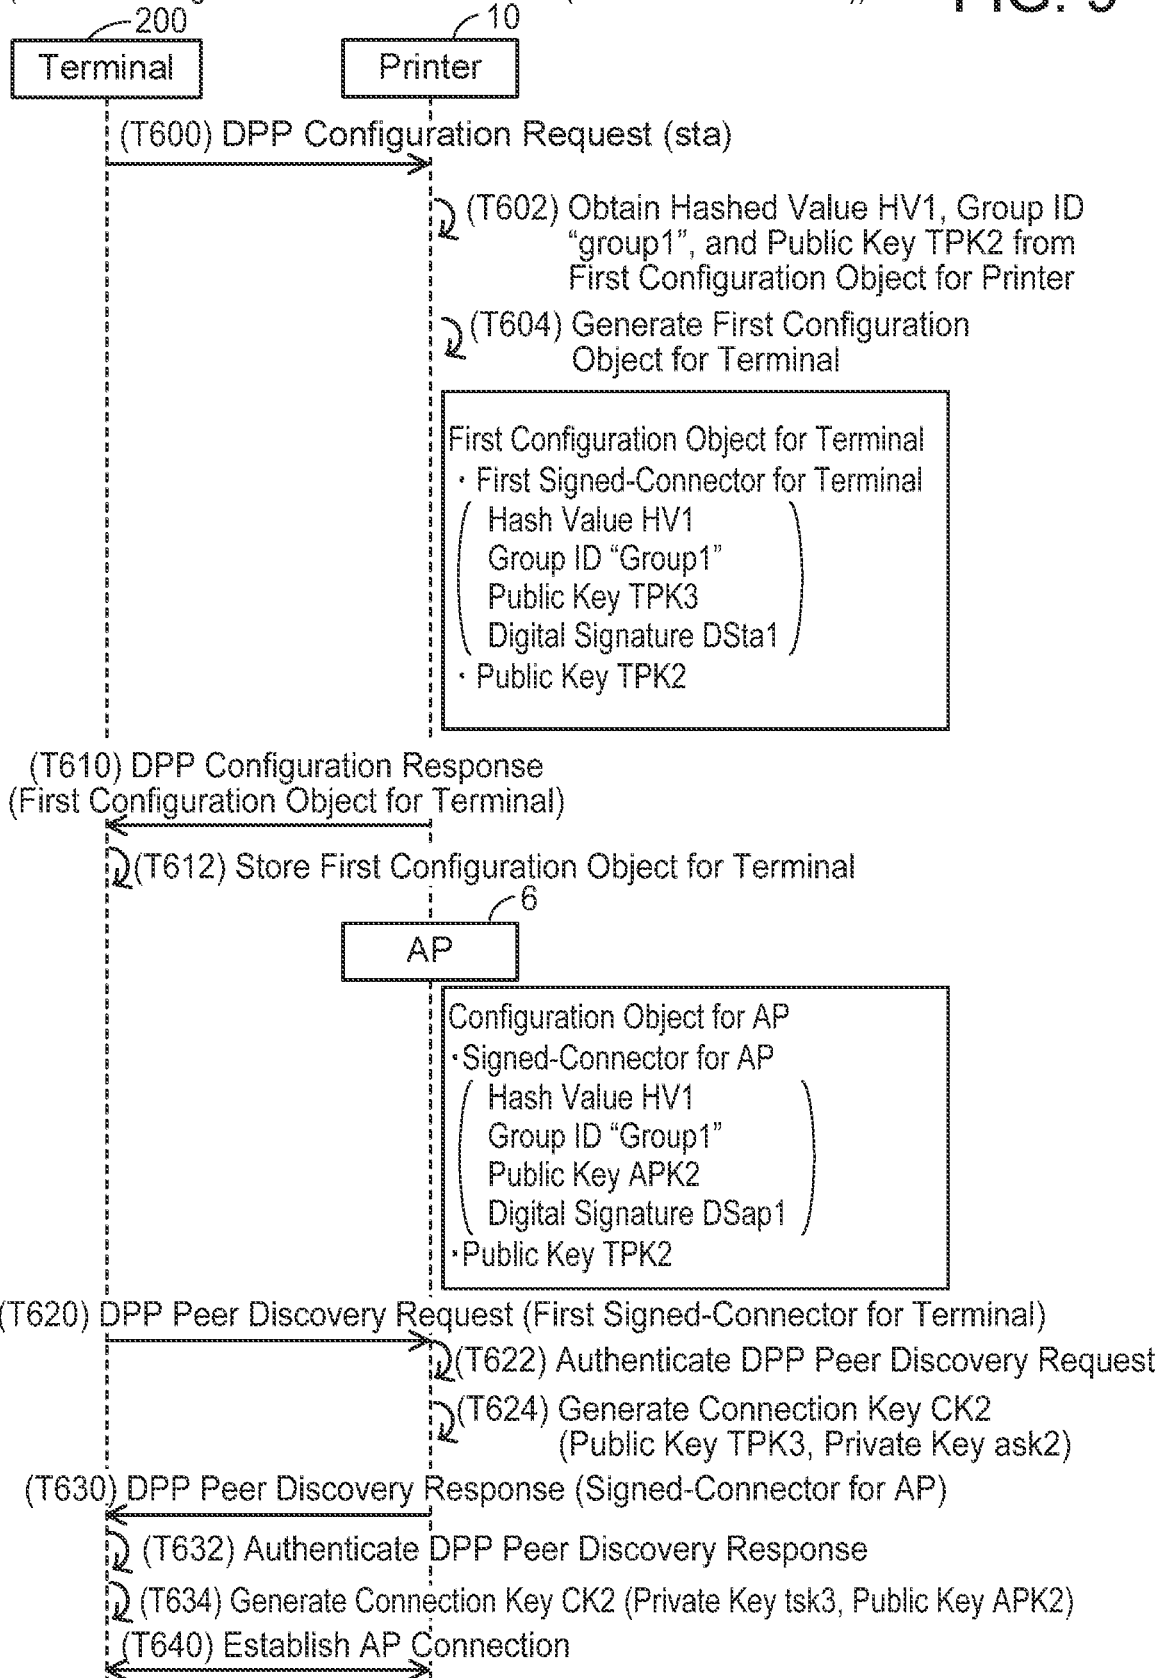 200
10
Terminal
Printer
(T600) DPP Configuration Request (sta)
(T602) Obtain Hashed Value HV1, Group ID
"group1", and Public Key TPK2 from
First Configuration Object for Printer
(T604) Generate First Configuration
Object for Terminal
First Configuration Object for Terminal
· First Signed-Connector for Terminal
Hash Value HV1
Group ID "Group1"
Public Key TPK3
Digital Signature DSta1
· Public Key TPK2
(T610) DPP Configuration Response
(First Configuration Object for Terminal)
(T612) Store First Configuration Object for Terminal
6
AP
Configuration Object for AP
·Signed-Connector for AP
Hash Value HV1
Group ID "Group1"
Public Key APK2
Digital Signature DSap1
·Public Key TPK2
(T620) DPP Peer Discovery Request (First Signed-Connector for Terminal)
(T622) Authenticate DPP Peer Discovery Request
(T624) Generate Connection Key CK2
(Public Key TPK3, Private Key ask2)
(T630) DPP Peer Discovery Response (Signed-Connector for AP)
(T632) Authenticate DPP Peer Discovery Response
(T634) Generate Connection Key CK2 (Private Key tsk3, Public Key APK2)
(T640) Establish AP Connection